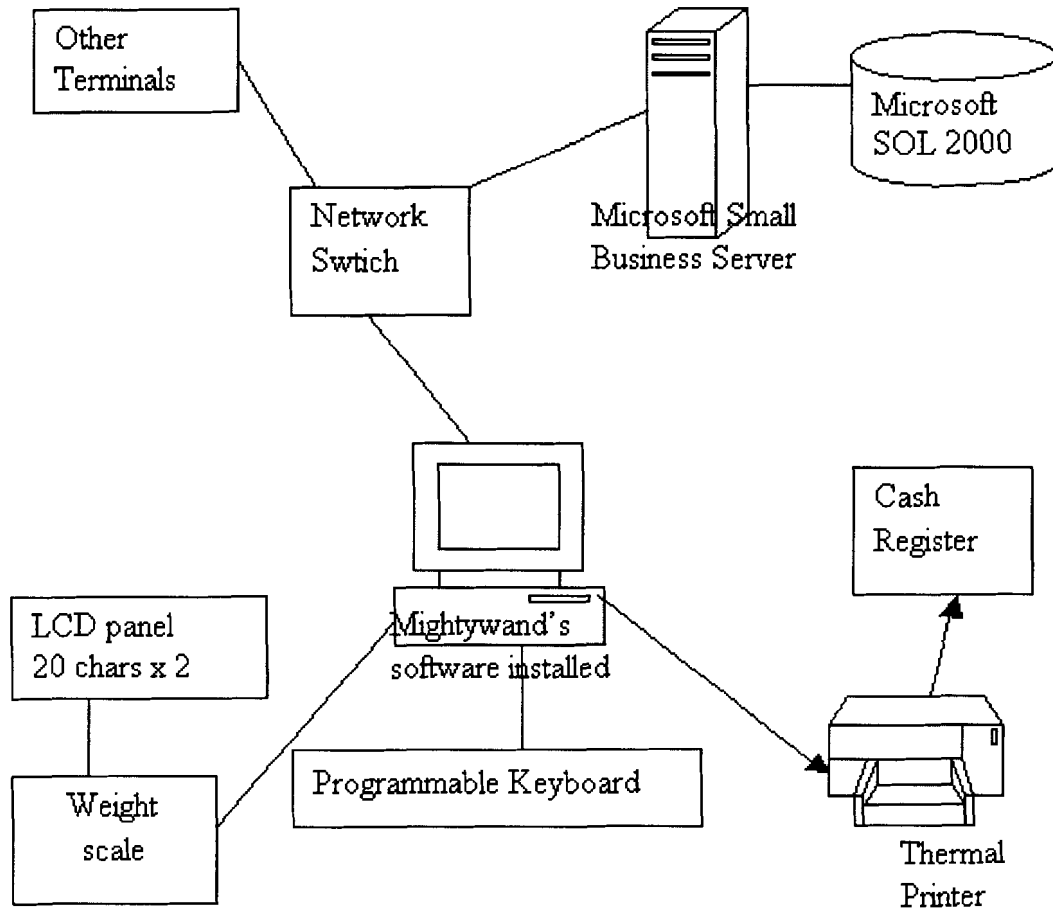 Other
Terminals
Microsoft
SOL 2000
Network
Swtich
Microsoft Small
Business Server
Cash
Register
LCD panel
20 chars x 2
Mightywand's
software installed
Programmable Keyboard
Weight
scale
Thermal
Printer